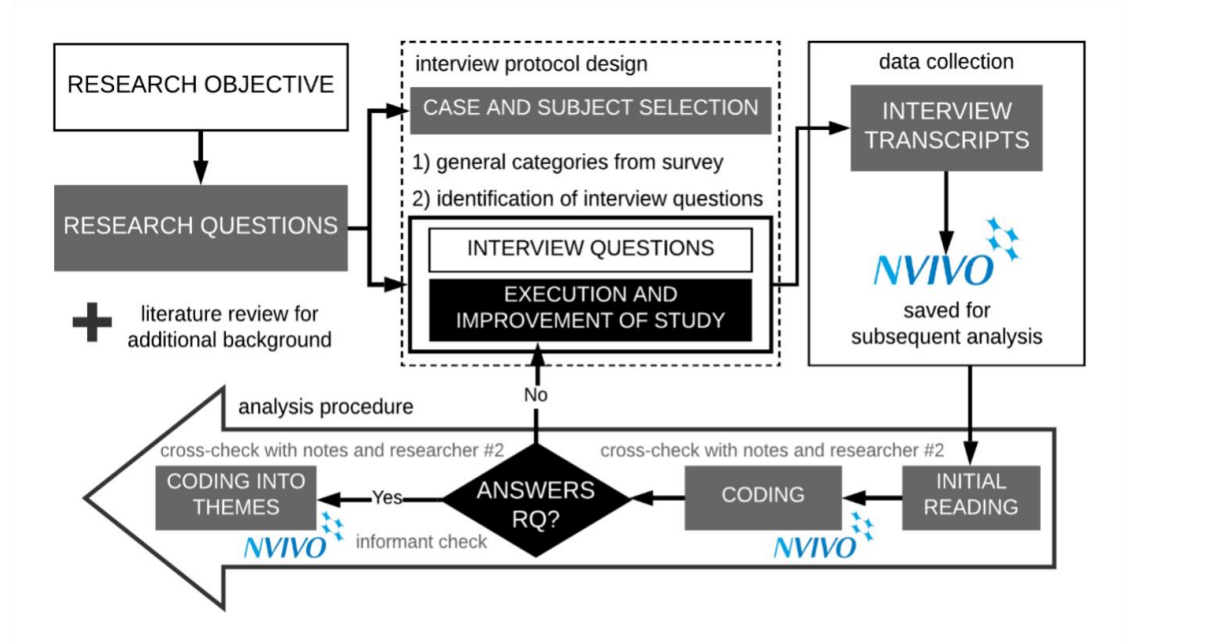 RESEARCH OBJECTIVE
RESEARCH QUESTIONS
literature review for
additional background
interview protocol design
CASE AND SUBJECT SELECTION
1) general categories from survey
2) identification of interview questions
INTERVIEW QUESTIONS
EXECUTION AND
IMPROVEMENT OF STUDY
data collection
INTERVIEW
TRANSCRIPTS
NVIVO
saved for
subsequent analysis
No
analysis procedure
cross-check with notes and researcher #2
cross-check with notes and researcher #2
CODING INTO
THEMES
NVIVO
Yes
informant check
ANSWERS
RQ?
CODING
NVIVO
INITIAL
READING